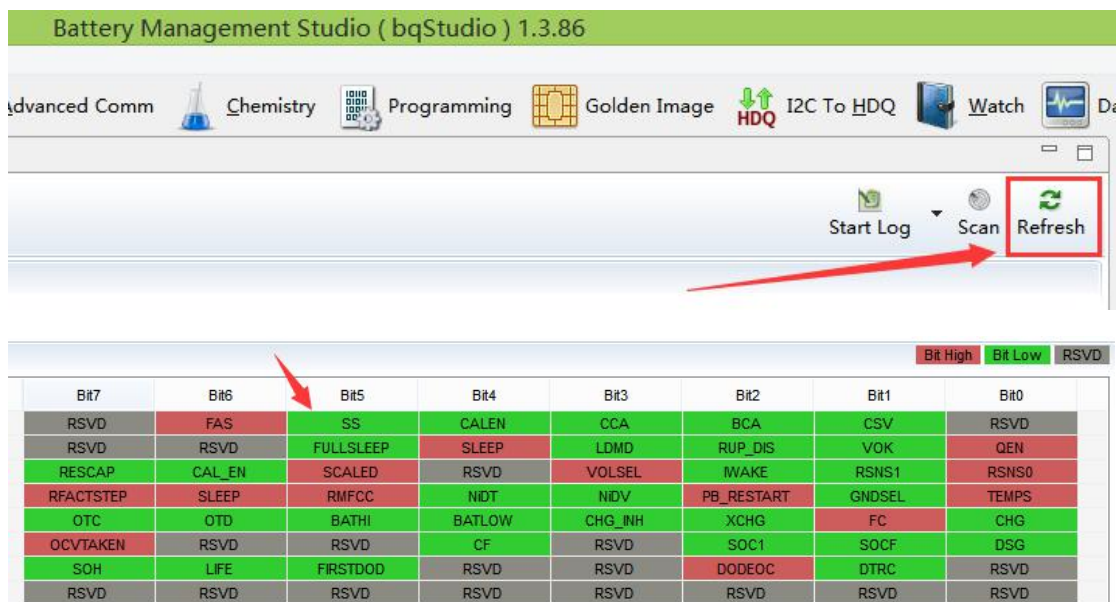 Battery Management Studio ( bqStudio ) 1.3.86
dvanced Comm Chemistry Programming Golden Image HDQ I2C To HDQ Watch Da
Start Log Scan Refresh
Bit High Bit Low RSVD
Bit7 Bit6 Bit5 Bit4 Bit3 Bit2 Bit1 Bit0
RSVD FAS SS CALEN CCA BCA CSV RSVD
RSVD RSVD FULLSLEEP SLEEP LDMD RUP_DIS VOK QEN
RESCAP CAL_EN SCALED RSVD VOLSEL IWAKE RSNS1 RSNS0
RFACTSTEP SLEEP RMFCC NiDT NiDV PB_RESTART GNDSEL TEMPS
OTC OTD BATHI BATLOW CHG_INH XCHG FC CHG
OCVTAKEN RSVD RSVD CF RSVD SOC1 SOCF DSG
SOH LIFE FIRSTDOD RSVD RSVD DODEOC DTRC RSVD
RSVD RSVD RSVD RSVD RSVD RSVD RSVD RSVD